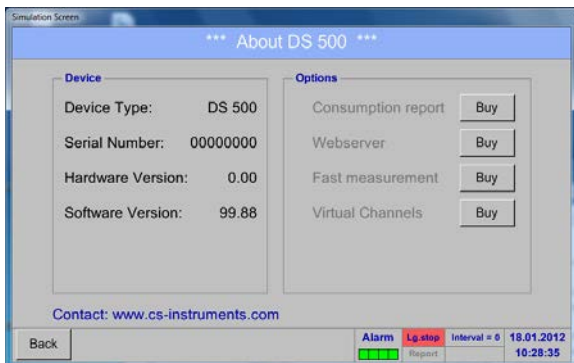 Simulation Screen
*** About DS 500 ***
Device
Device Type: DS 500
Serial Number: 00000000
Hardware Version: 0.00
Software Version: 99.88
Options
Consumption report Buy
Webserver Buy
Fast measurement Buy
Virtual Channels Buy
Contact: www.cs-instruments.com
Back
Alarm Lg.stop Interval = 0 18.01.2012
Report 10:28:35